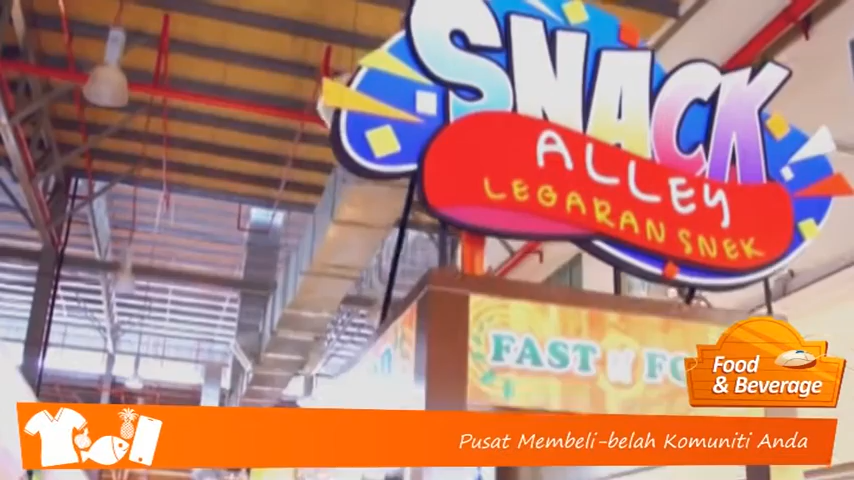 SNACK
ALLEY
LEGARAN SNEK
FAST
Food
& Beverage
Pusat Membeli-belah Komuniti Anda